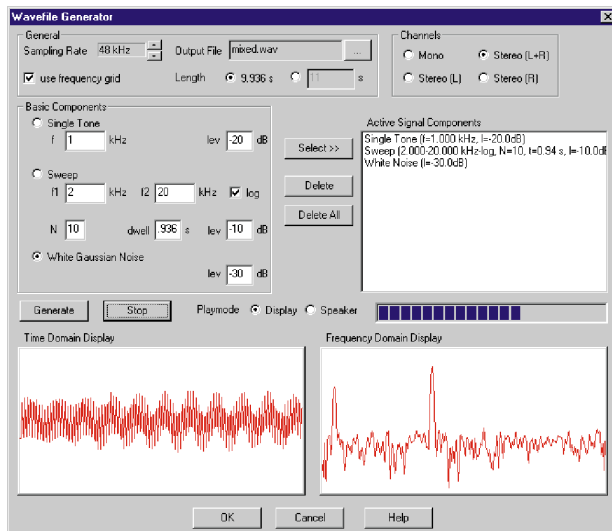 Wavefile Generator
General
Sampling Rate 48 kHz Output File mixed.wav ...
use frequency grid Length 9.936 s 11 s
Channels
Mono Stereo (L+R)
Stereo (L) Stereo (R)
Basic Components
Single Tone
f 1 kHz lev -20 dB
Sweep
f1 2 kHz f2 20 kHz log
N 10 dwell .936 s lev -10 dB
White Gaussian Noise
lev -30 dB
Select >>
Delete
Delete All
Active Signal Components
Single Tone (f=1.000 kHz, l=-20.0dB)
Sweep (2.000-20.000 kHz-log, N=10, t=0.94 s, l=-10.0dB)
White Noise (l=-30.0dB)
Generate Stop Playmode Display Speaker
Time Domain Display
Frequency Domain Display
OK Cancel Help